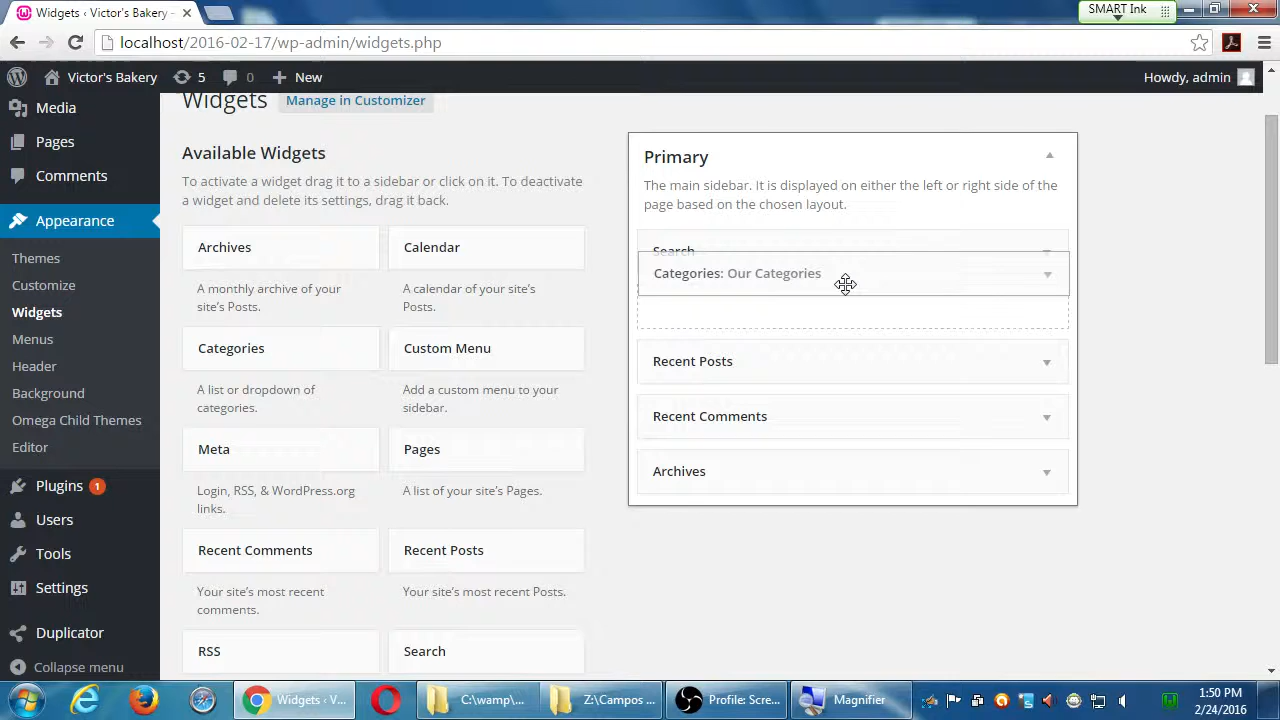 Widgets ‹ Victor's Bakery -
SMART Ink
localhost/2016-02-17/wp-admin/widgets.php
Victor's Bakery
5
0
New
Howdy, admin
Media
Pages
Comments
Appearance
Themes
Customize
Widgets
Menus
Header
Background
Omega Child Themes
Editor
Plugins 1
Users
Tools
Settings
Duplicator
Collapse menu
Widgets
Manage in Customizer
Available Widgets
To activate a widget drag it to a sidebar or click on it. To deactivate
a widget and delete its settings, drag it back.
Archives
A monthly archive of your
site's Posts.
Calendar
A calendar of your site's
Posts.
Categories
A list or dropdown of
categories.
Custom Menu
Add a custom menu to your
sidebar.
Meta
Login, RSS, & WordPress.org
links.
Pages
A list of your site's Pages.
Recent Comments
Your site's most recent
comments.
Recent Posts
Your site's most recent Posts.
RSS
Search
Primary
The main sidebar. It is displayed on either the left or right side of the
page based on the chosen layout.
Search
Categories: Our Categories
Recent Posts
Recent Comments
Archives
Widgets ‹ V...
C:\wamp\...
Z:\Campos ...
Profile: Scre...
Magnifier
1:50 PM
2/24/2016